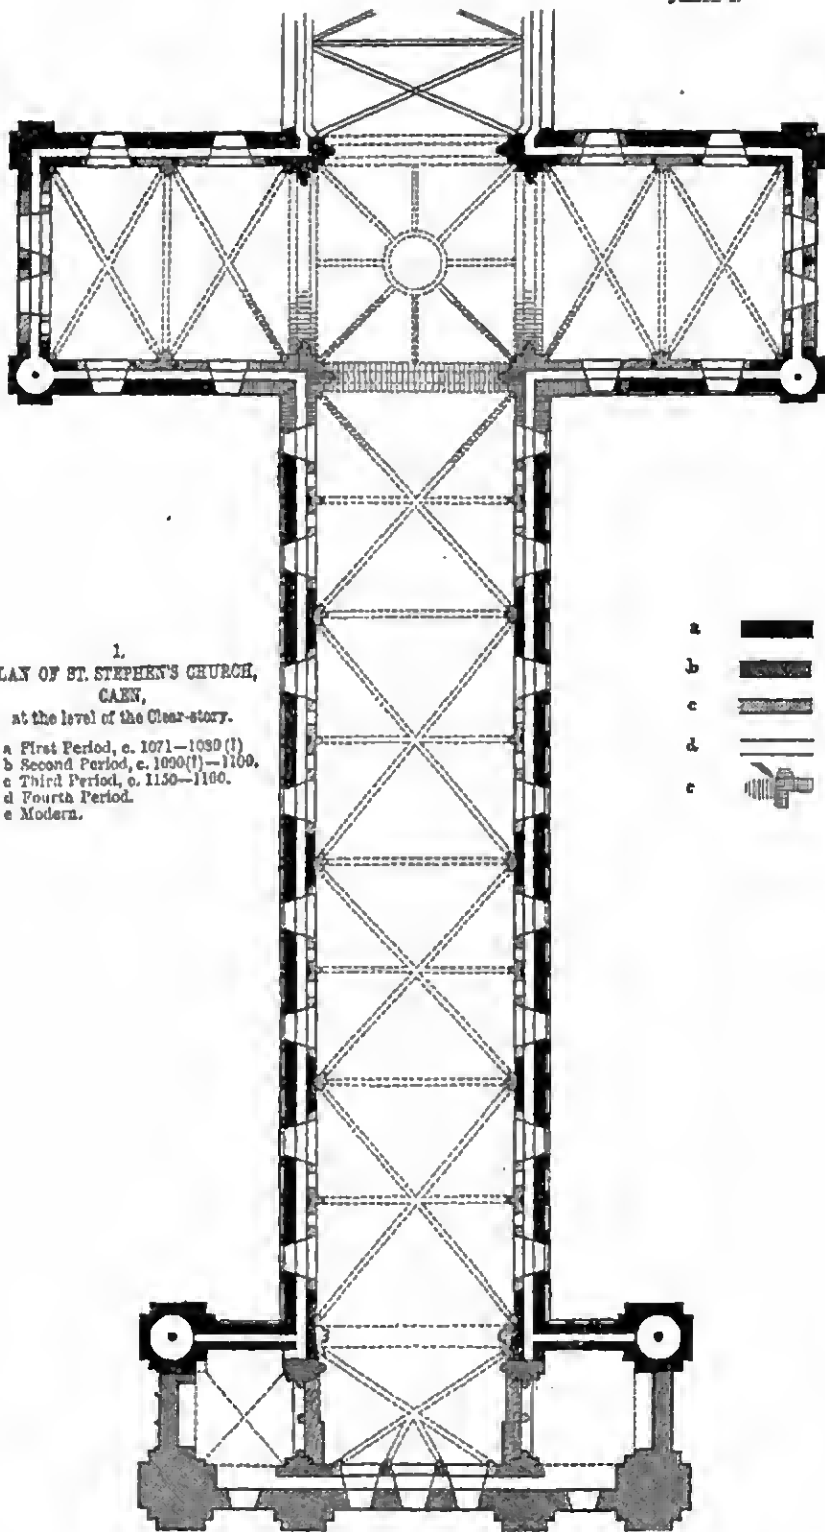 1.
PLAN OF ST. STEPHEN'S CHURCH,
CAEN,
at the level of the Clear-story.
a First Period, c. 1071—1080 (?)
b Second Period, c. 1090(?)—1100.
c Third Period, c. 1150—1160.
d Fourth Period.
e Modern.
a
b
c
d
e